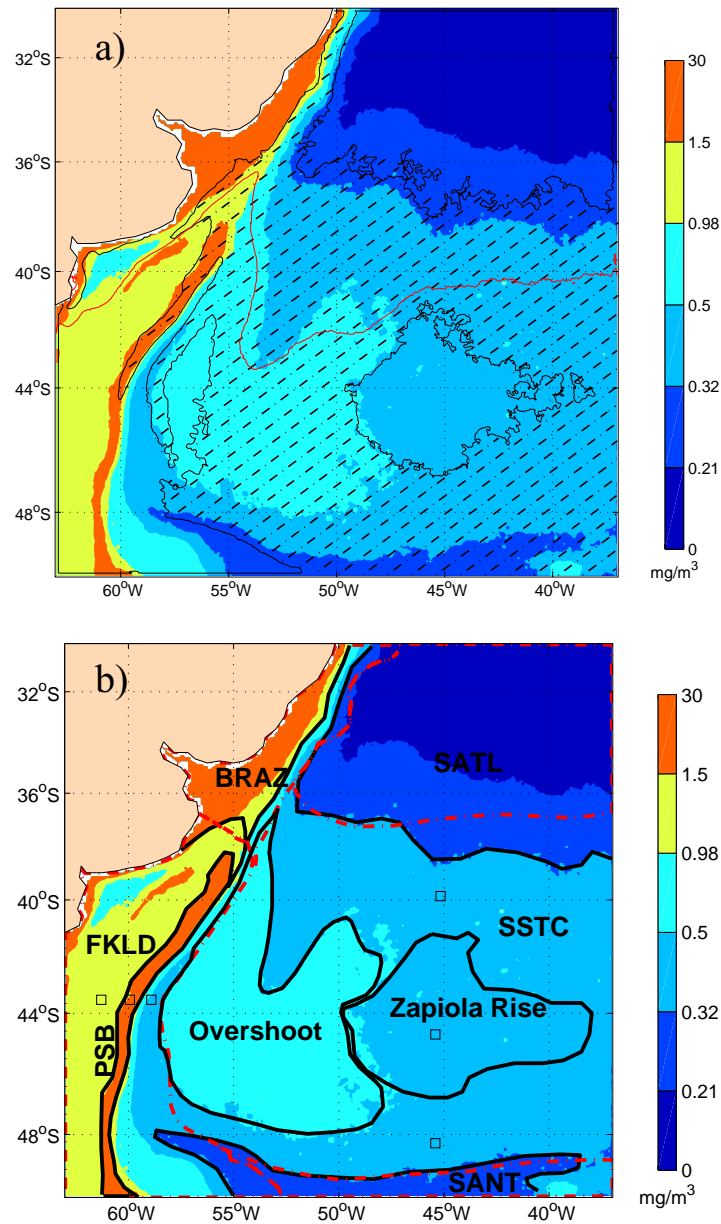 a)
32°S
36°S
40°S
44°S
48°S
60°W
55°W
50°W
45°W
40°W
30
1.5
0.98
0.5
0.32
0.21
0
mg/m³
b)
32°S
36°S
40°S
44°S
48°S
60°W
55°W
50°W
45°W
40°W
BRAZ
SATL
FKLD
SSTC
PSB
Overshoot
Zapiola Rise
SANT
30
1.5
0.98
0.5
0.32
0.21
0
mg/m³